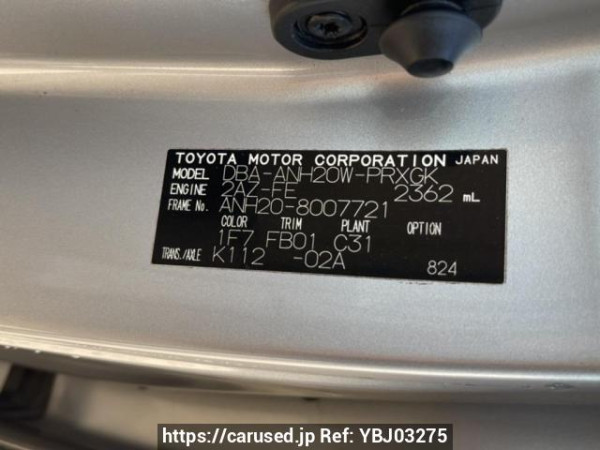 TOYOTA MOTOR CORPORATION JAPAN
MODEL DBA-ANH20W-PRXGK
ENGINE 2AZ-FE 2362 mL
FRAME No. ANH20-8007721
COLOR TRIM PLANT OPTION
1F7 FB01 C31
TRANS./AXLE K112 -02A 824
https://carused.jp Ref: YBJ03275